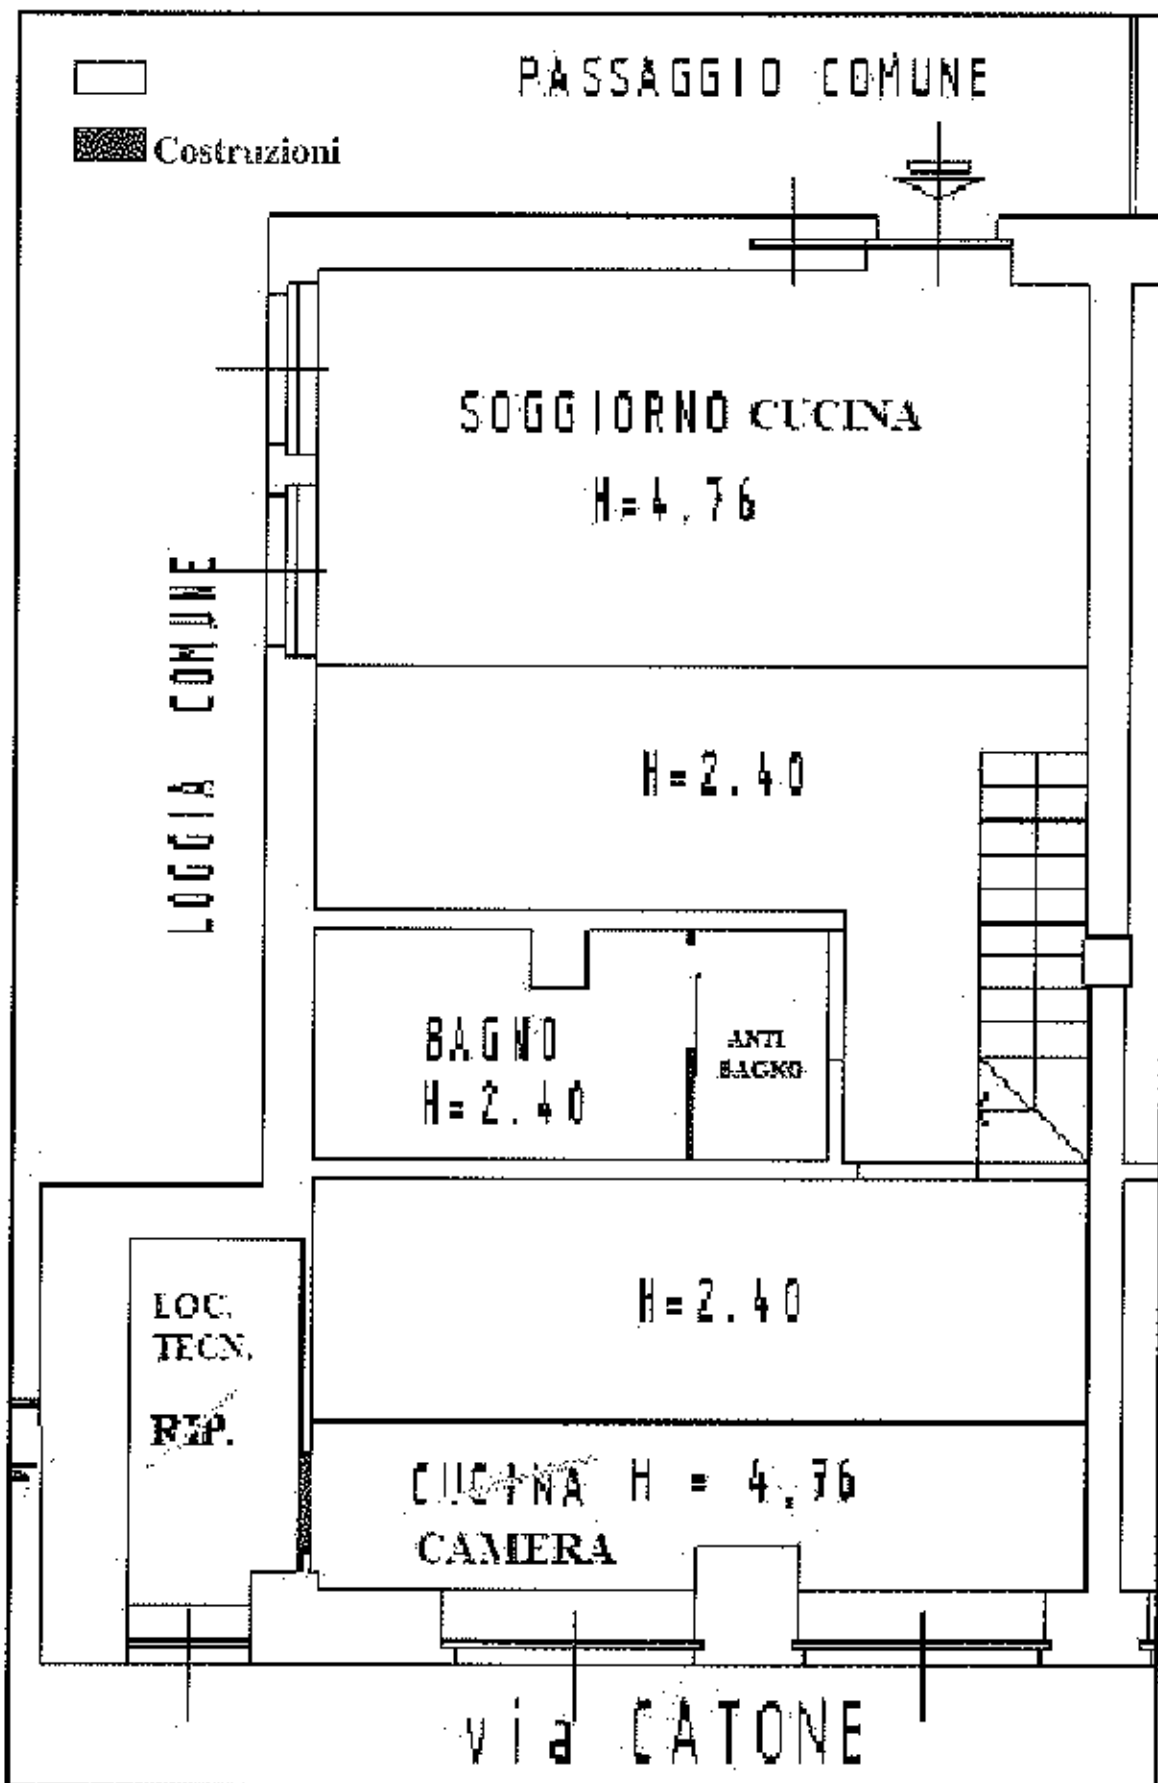 PASSAGGIO COMUNE
Costruzioni
SOGGIORNO CUCINA
H=4.76
LOGGIA COMUNE
H=2.40
BAGNO
H=2.40
ANTI
BAGNO
H=2.40
LOC.
TECN.
RIP.
CUCINA H = 4.76
CAMERA
via CATONE